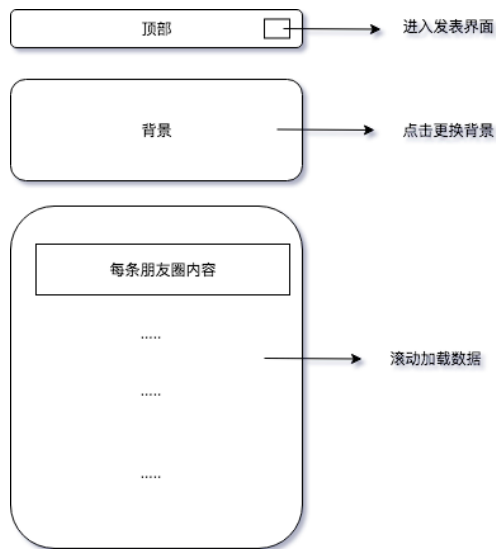 顶部
进入发表界面
背景
点击更换背景
每条朋友圈内容
.....
滚动加载数据
.....
.....